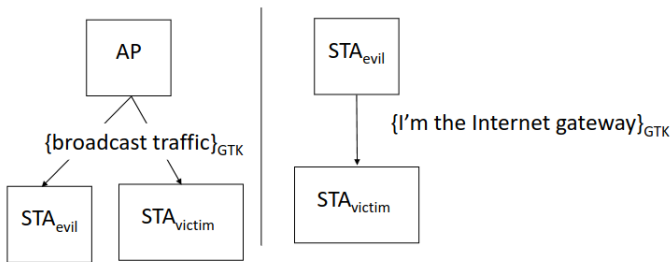 AP
{broadcast traffic}GTK
STAevil
STAvictim
STAevil
{I'm the Internet gateway}GTK
STAvictim